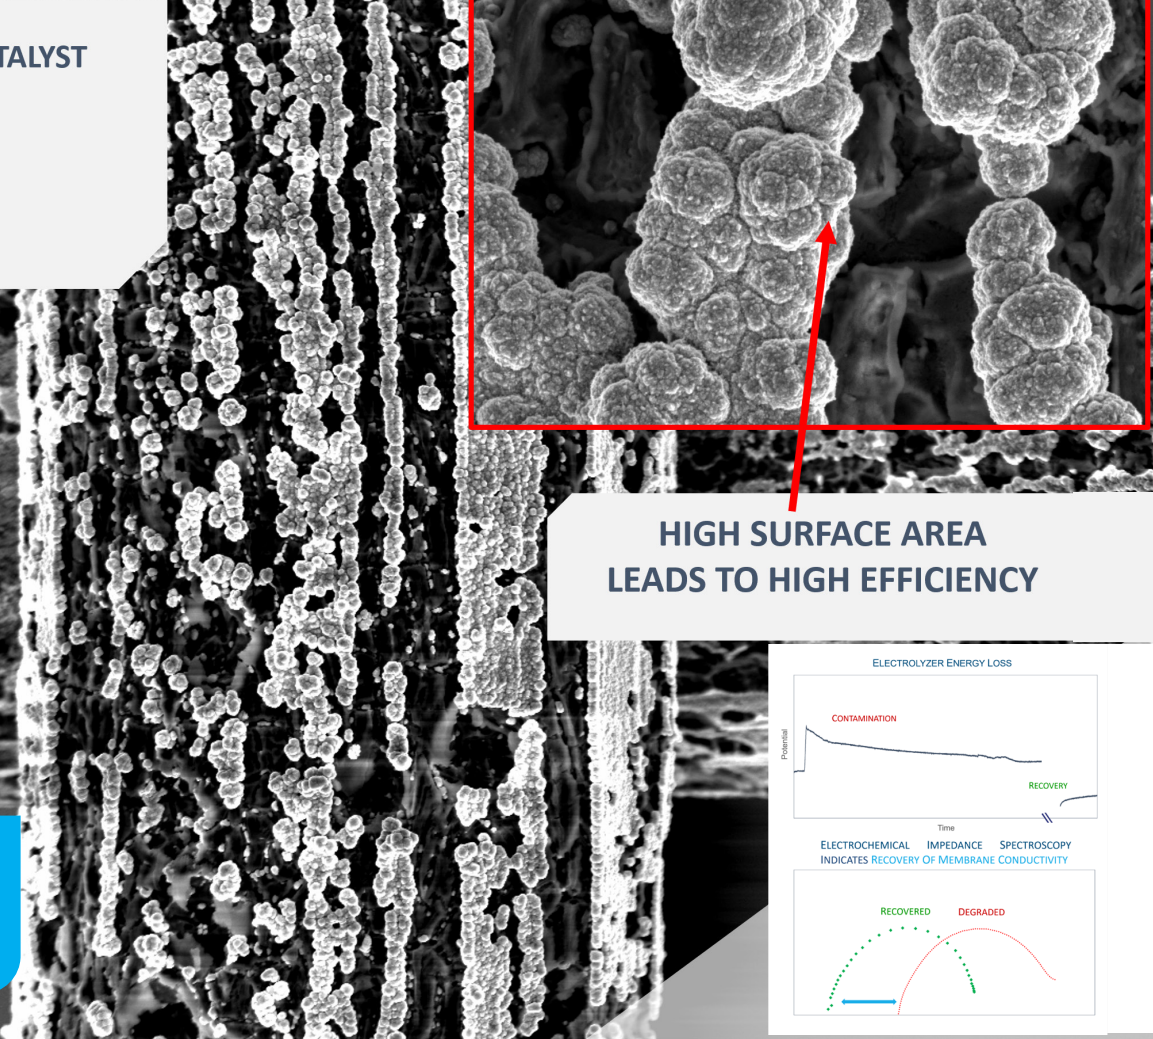 TALYST
HIGH SURFACE AREA
LEADS TO HIGH EFFICIENCY
ELECTROLYZER ENERGY LOSS
CONTAMINATION
Potential
RECOVERY
Time
ELECTROCHEMICAL IMPEDANCE SPECTROSCOPY
INDICATES RECOVERY OF MEMBRANE CONDUCTIVITY
RECOVERED DEGRADED